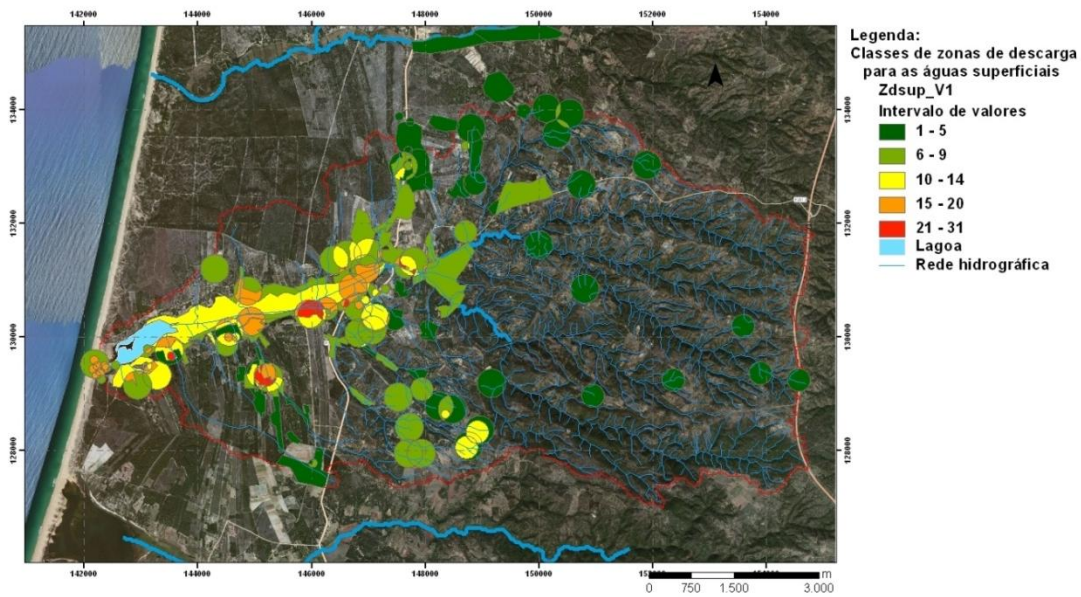 142000 144000 146000 148000 150000 152000 154000
134000 134000
132000 132000
130000 130000
128000 128000
142000 144000 146000 148000 150000 152000 154000
Legenda:
Classes de zonas de descarga
para as águas superficiais
Zdsup_V1
Intervalo de valores
1 - 5
6 - 9
10 - 14
15 - 20
21 - 31
Lagoa
Rede hidrográfica
m
0 750 1.500 3.000